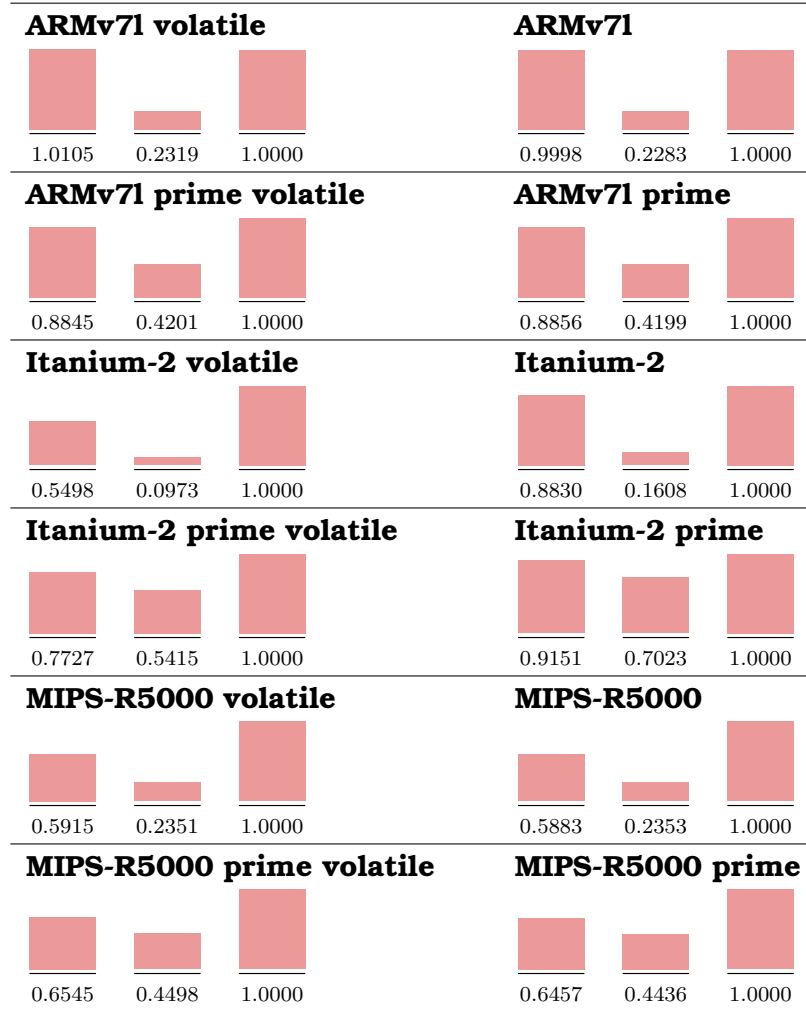 ARMv7l volatile ARMv7l
1.0105 0.2319 1.0000 0.9998 0.2283 1.0000
ARMv7l prime volatile ARMv7l prime
0.8845 0.4201 1.0000 0.8856 0.4199 1.0000
Itanium-2 volatile Itanium-2
0.5498 0.0973 1.0000 0.8830 0.1608 1.0000
Itanium-2 prime volatile Itanium-2 prime
0.7727 0.5415 1.0000 0.9151 0.7023 1.0000
MIPS-R5000 volatile MIPS-R5000
0.5915 0.2351 1.0000 0.5883 0.2353 1.0000
MIPS-R5000 prime volatile MIPS-R5000 prime
0.6545 0.4498 1.0000 0.6457 0.4436 1.0000